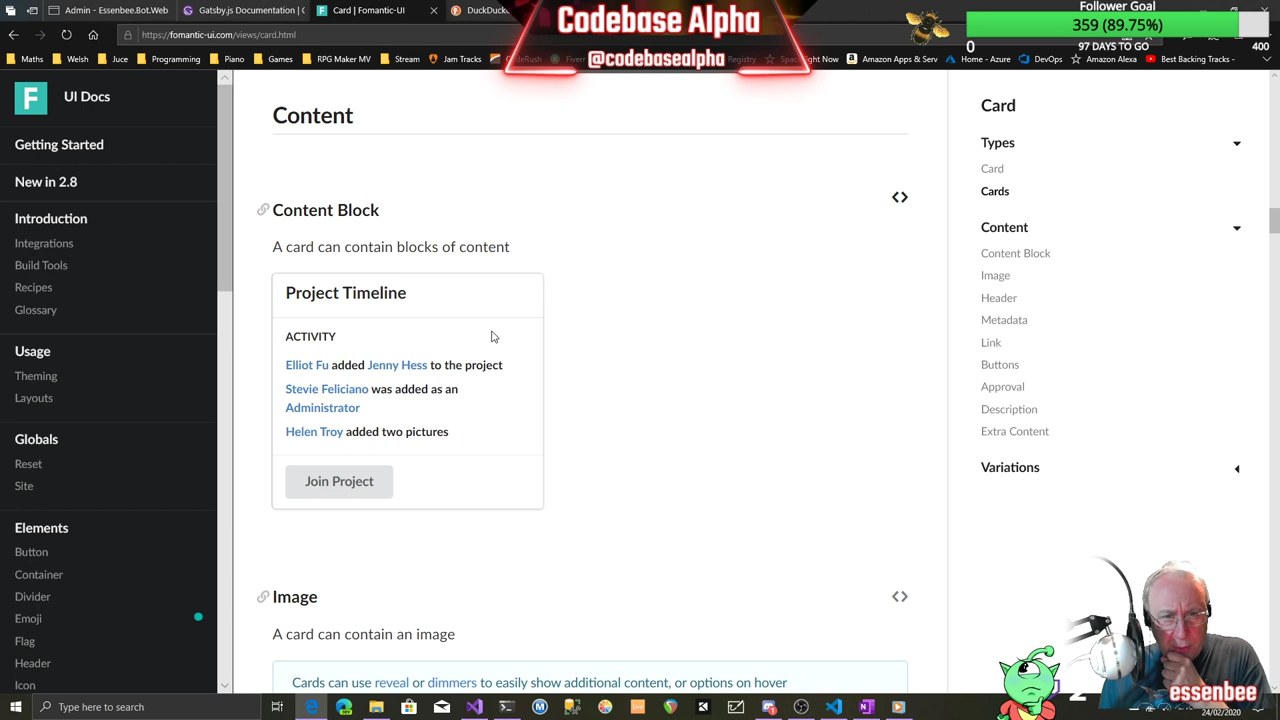 Admin - Essenbee.Bot.Web
Gatsby.js Documentation | G
Card | Fomantic-UI
DuckDuc
Codebase Alpha
@codebasealpha
Follower Goal
359 (89.75%)
0
97 DAYS TO GO
400
https://fomantic-ui.com/views/card.html
Maths
Welsh
Juce
Programming
Piano
Games
RPG Maker MV
Stream
Jam Tracks
CodeRush
Fiverr
Registry
Amazon Apps & Serv
Home - Azure
DevOps
Amazon Alexa
Best Backing Tracks -
F
UI Docs
Getting Started
New in 2.8
Introduction
Integrations
Build Tools
Recipes
Glossary
Usage
Theming
Layouts
Globals
Reset
Site
Elements
Button
Container
Divider
Emoji
Flag
Header
Icon
Content
Content Block
A card can contain blocks of content
Project Timeline
ACTIVITY
Elliot Fu added Jenny Hess to the project
Stevie Feliciano was added as an
Administrator
Helen Troy added two pictures
Join Project
Image
A card can contain an image
Cards can use reveal or dimmers to easily show additional content, or options on hover
Card
Types
Card
Cards
Content
Content Block
Image
Header
Metadata
Link
Buttons
Approval
Description
Extra Content
Variations
essenbee
Type here to search
24/02/2020